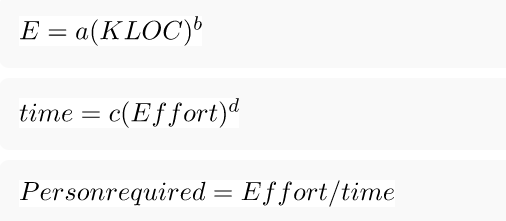 E = a(KLOC)^b
time = c(Effort)^d
Personrequired = Effort/time